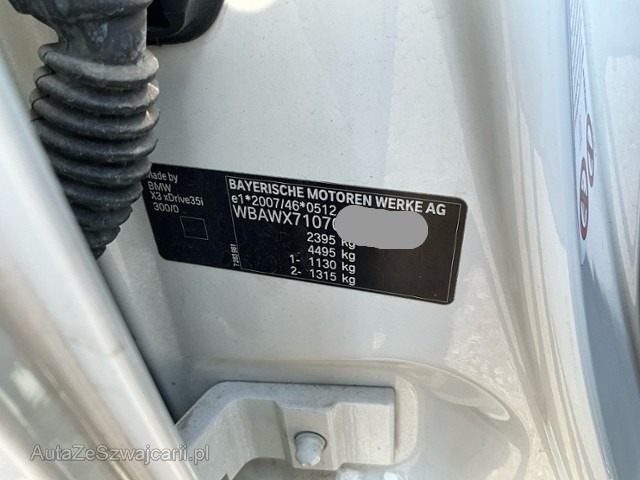 Made by
BMW
X3 xDrive35i
300/0
BAYERISCHE MOTOREN WERKE AG
e1*2007/46*0512
WBAWX7107
2395 kg
4495 kg
1- 1130 kg
2- 1315 kg
AutaZeSzwajcarii.pl